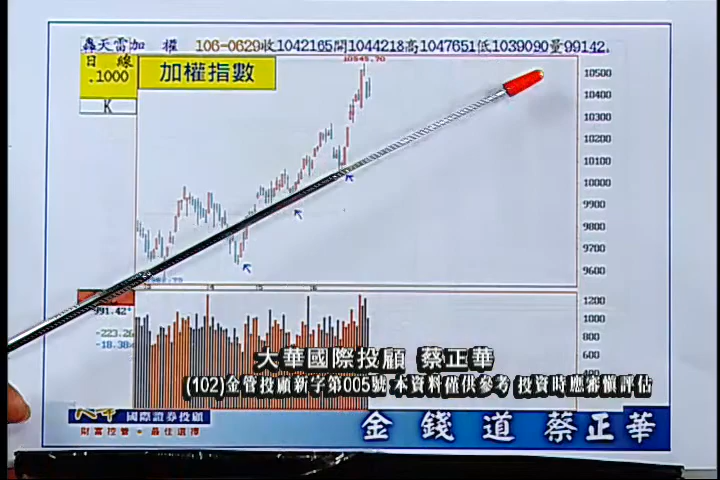 轟天雷加 權 106-0629收1042165開1044218高1047651低1039090量99142.
日 線
.1000
K
加權指數
10545.70
10500
10400
10300
10200
10100
10000
9900
9800
9700
9600
14
15
16
991.42
-223.26
-18.38%
1200
1000
800
600
大華國際投顧 蔡正華
(102)金管投顧新字第005號 本資料僅供參考 投資時應審慎評估
大華 國際證券投顧
財富控管 ● 最佳選擇
金錢道 蔡正華